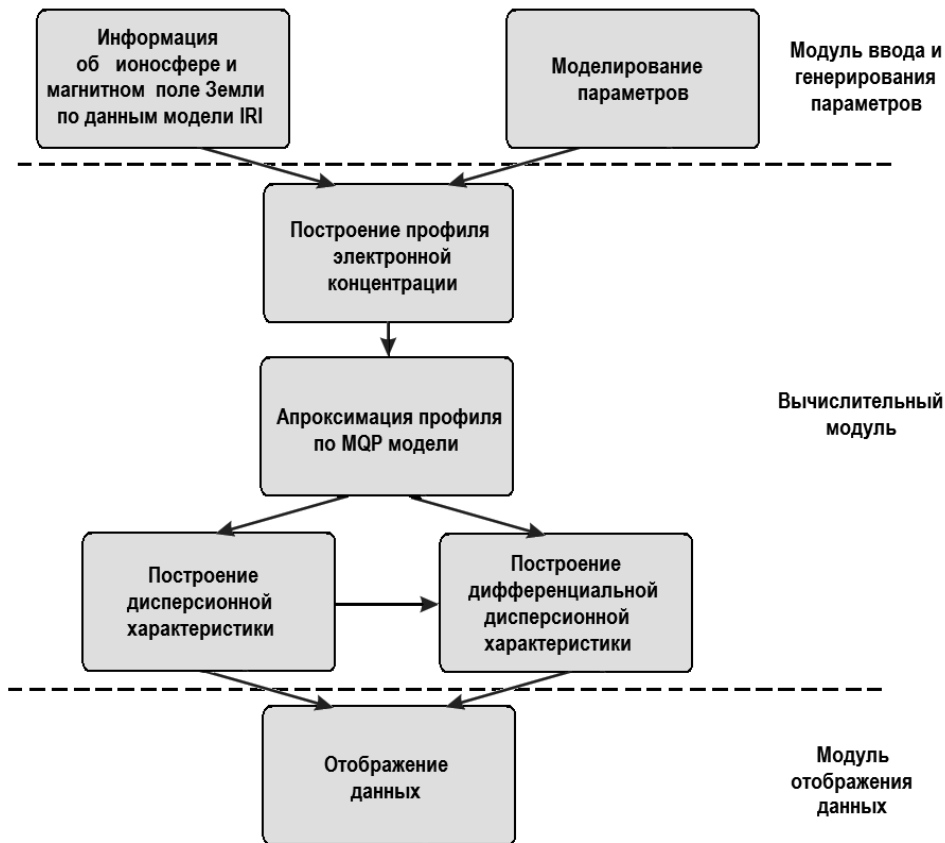 Информация
об ионосфере и
магнитном поле Земли
по данным модели IRI
Моделирование
параметров
Модуль ввода и
генерирования
параметров
Построение профиля
электронной
концентрации
Апроксимация профиля
по MQP модели
Вычислительный
модуль
Построение
дисперсионной
характеристики
Построение
дифференциальной
дисперсионной
характеристики
Отображение
данных
Модуль
отображения
данных